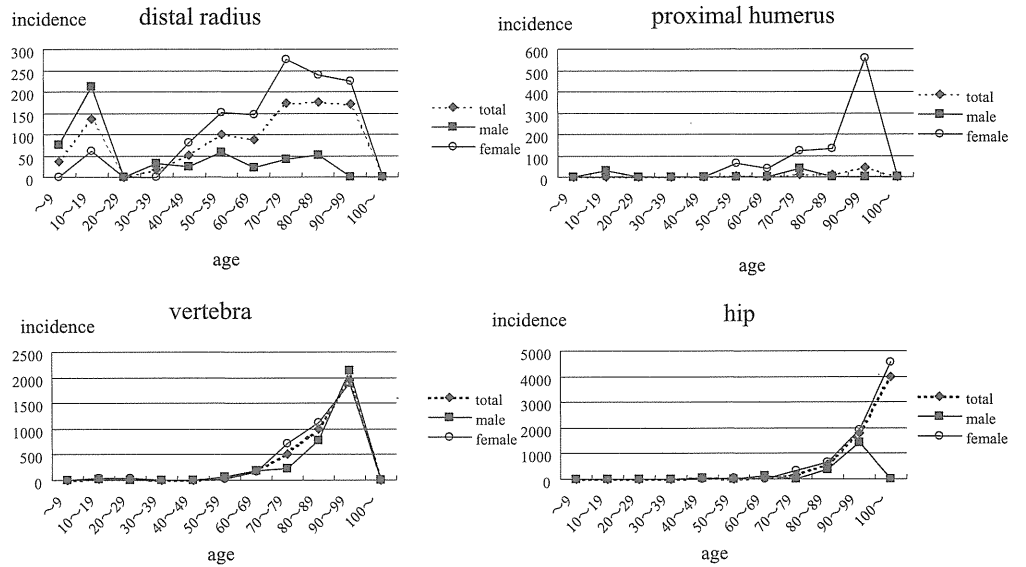 distal radius
incidence
300
250
200
150
100
50
0
~9
10~19
20~29
30~39
40~49
50~59
60~69
70~79
80~89
90~99
100~
age
total
male
female
proximal humerus
incidence
600
500
400
300
200
100
0
~9
10~19
20~29
30~39
40~49
50~59
60~69
70~79
80~89
90~99
100~
age
total
male
female
vertebra
incidence
2500
2000
1500
1000
500
0
~9
10~19
20~29
30~39
40~49
50~59
60~69
70~79
80~89
90~99
100~
age
total
male
female
hip
incidence
5000
4000
3000
2000
1000
0
~9
10~19
20~29
30~39
40~49
50~59
60~69
70~79
80~89
90~99
100~
age
total
male
female